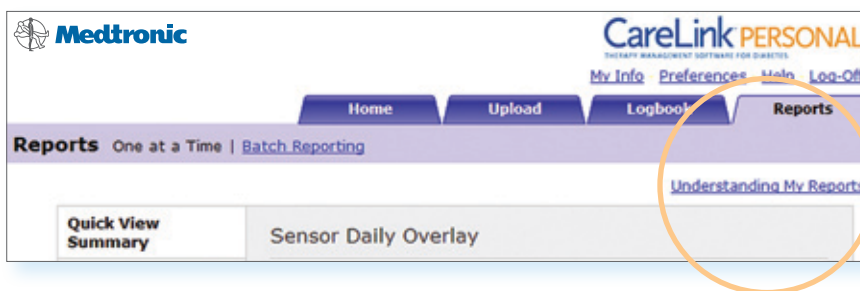 Medtronic
CareLink PERSONAL
THERAPY MANAGEMENT SOFTWARE FOR DIABETES
My Info Preferences Help Log-Off
Home Upload Logbook Reports
Reports One at a Time | Batch Reporting
Understanding My Reports
Quick View
Summary
Sensor Daily Overlay